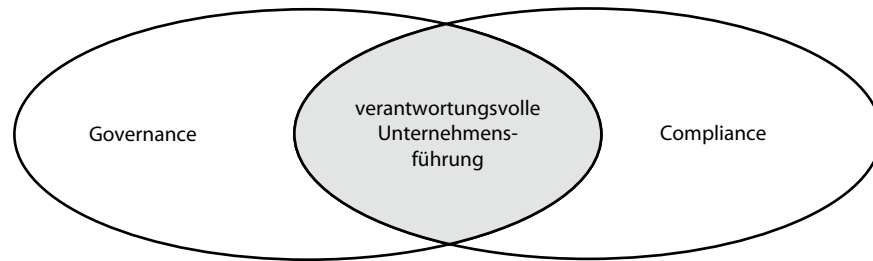 Governance
verantwortungsvolle
Unternehmens-
führung
Compliance